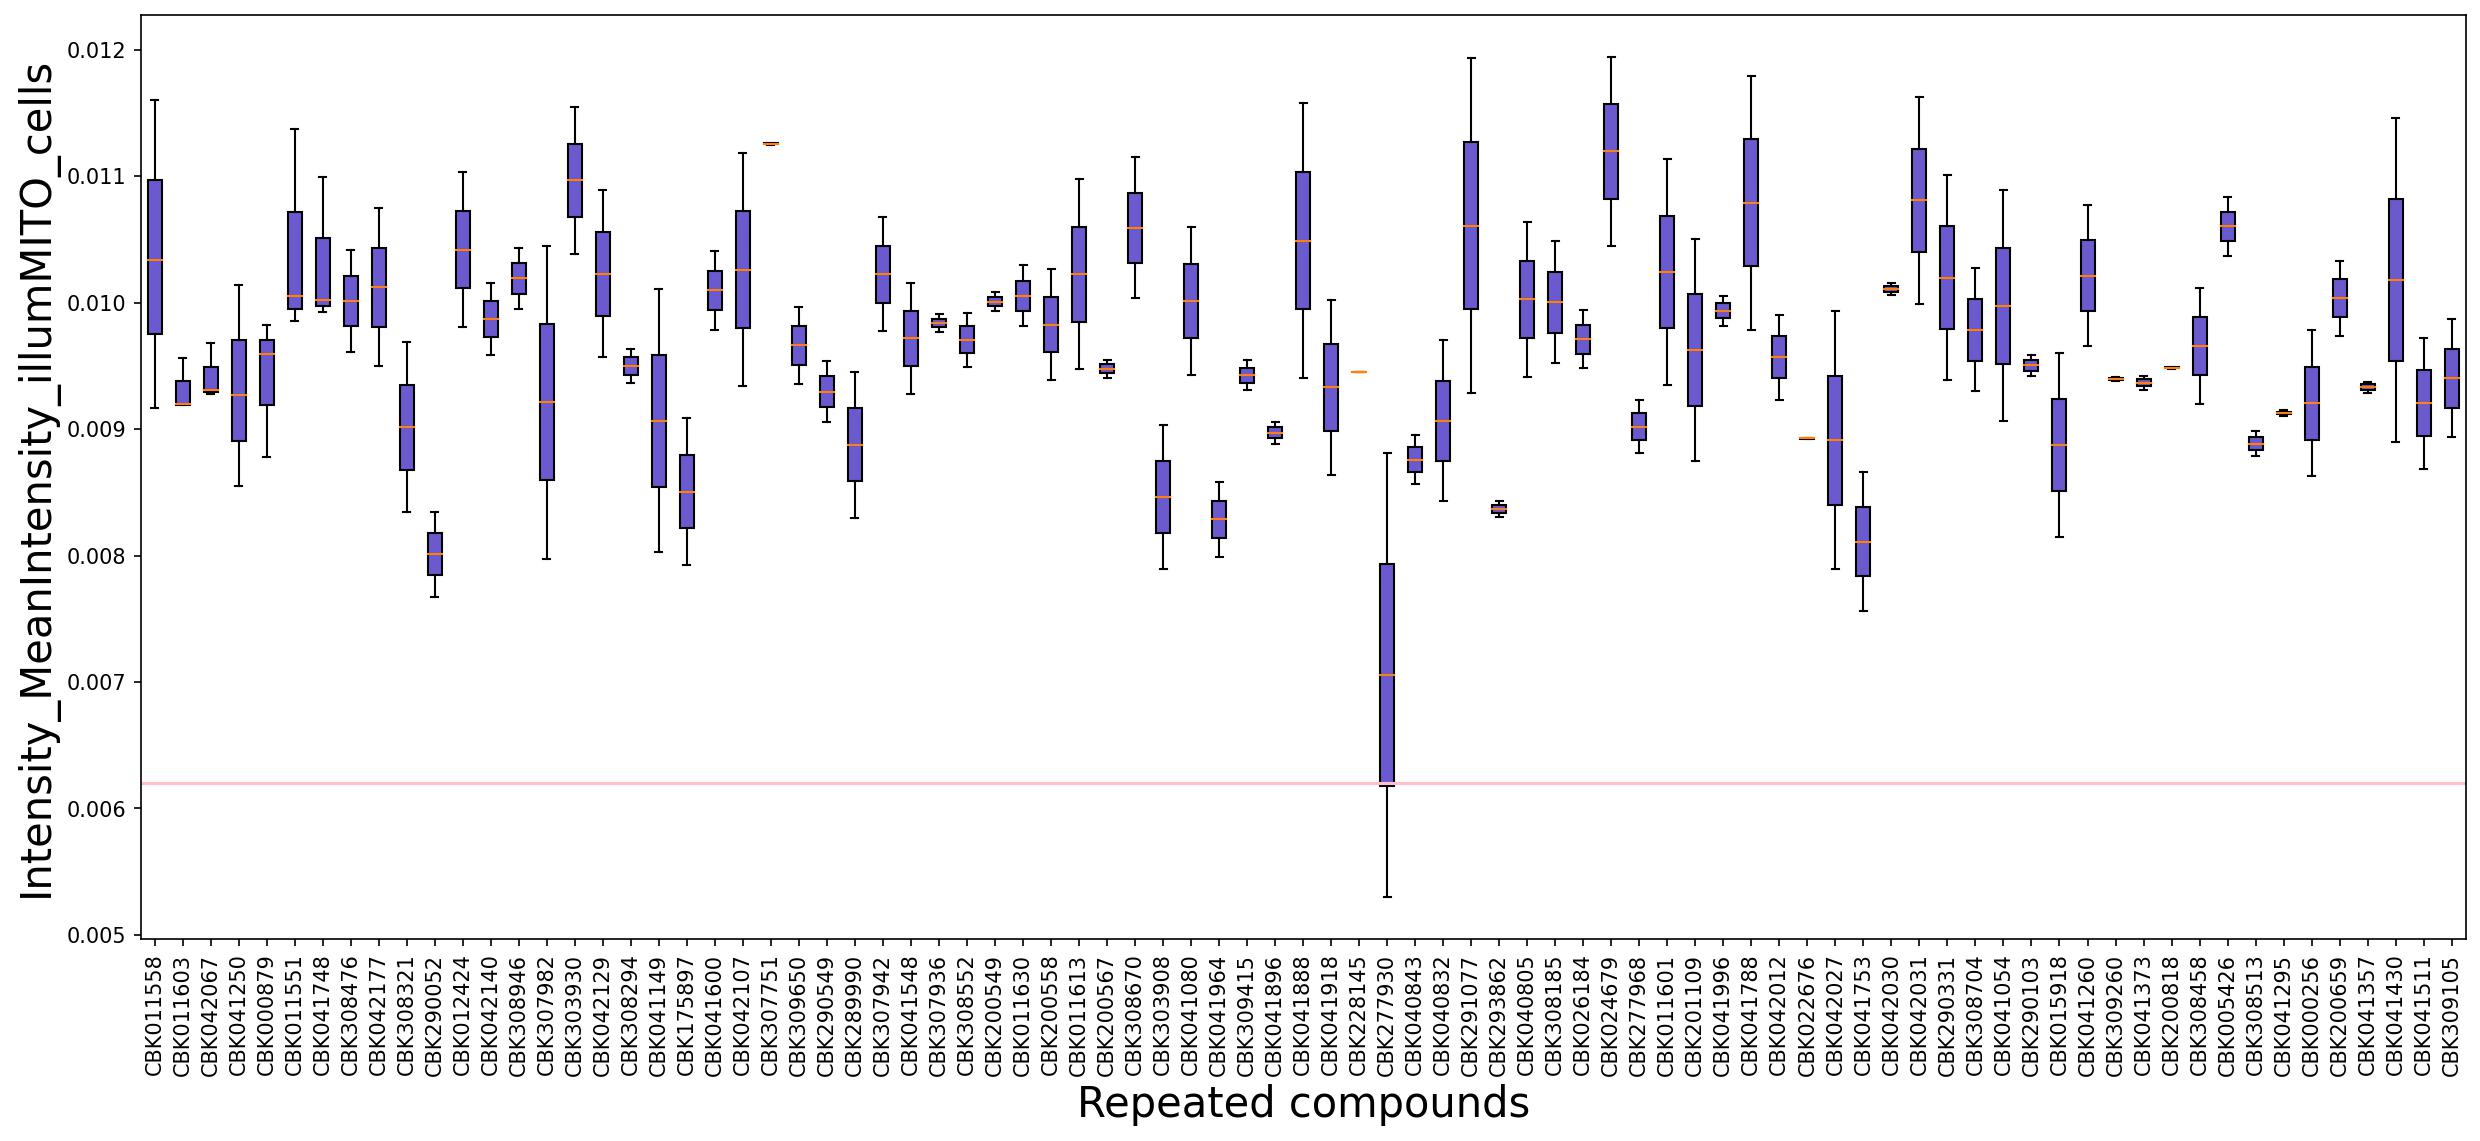 Intensity_MeanIntensity_illumMITO_cells
0.012
0.011
0.010
0.009
0.008
0.007
0.006
0.005
CBK011558
CBK011603
CBK042067
CBK041250
CBK000879
CBK011551
CBK041748
CBK308476
CBK042177
CBK308321
CBK290052
CBK012424
CBK042140
CBK308946
CBK307982
CBK303930
CBK042129
CBK308294
CBK041149
CBK175897
CBK041600
CBK042107
CBK307751
CBK309650
CBK290549
CBK289990
CBK307942
CBK041548
CBK307936
CBK308552
CBK200549
CBK011630
CBK200558
CBK011613
CBK200567
CBK308670
CBK303908
CBK041080
CBK041964
CBK309415
CBK041896
CBK041888
CBK041918
CBK228145
CBK277930
CBK040843
CBK040832
CBK291077
CBK293862
CBK040805
CBK308185
CBK026184
CBK024679
CBK277968
CBK011601
CBK201109
CBK041996
CBK041788
CBK042012
CBK022676
CBK042027
CBK041753
CBK042030
CBK042031
CBK290331
CBK308704
CBK041054
CBK290103
CBK015918
CBK041260
CBK309260
CBK041373
CBK200818
CBK308458
CBK005426
CBK308513
CBK041295
CBK000256
CBK200659
CBK041357
CBK041430
CBK041511
CBK309105
Repeated compounds